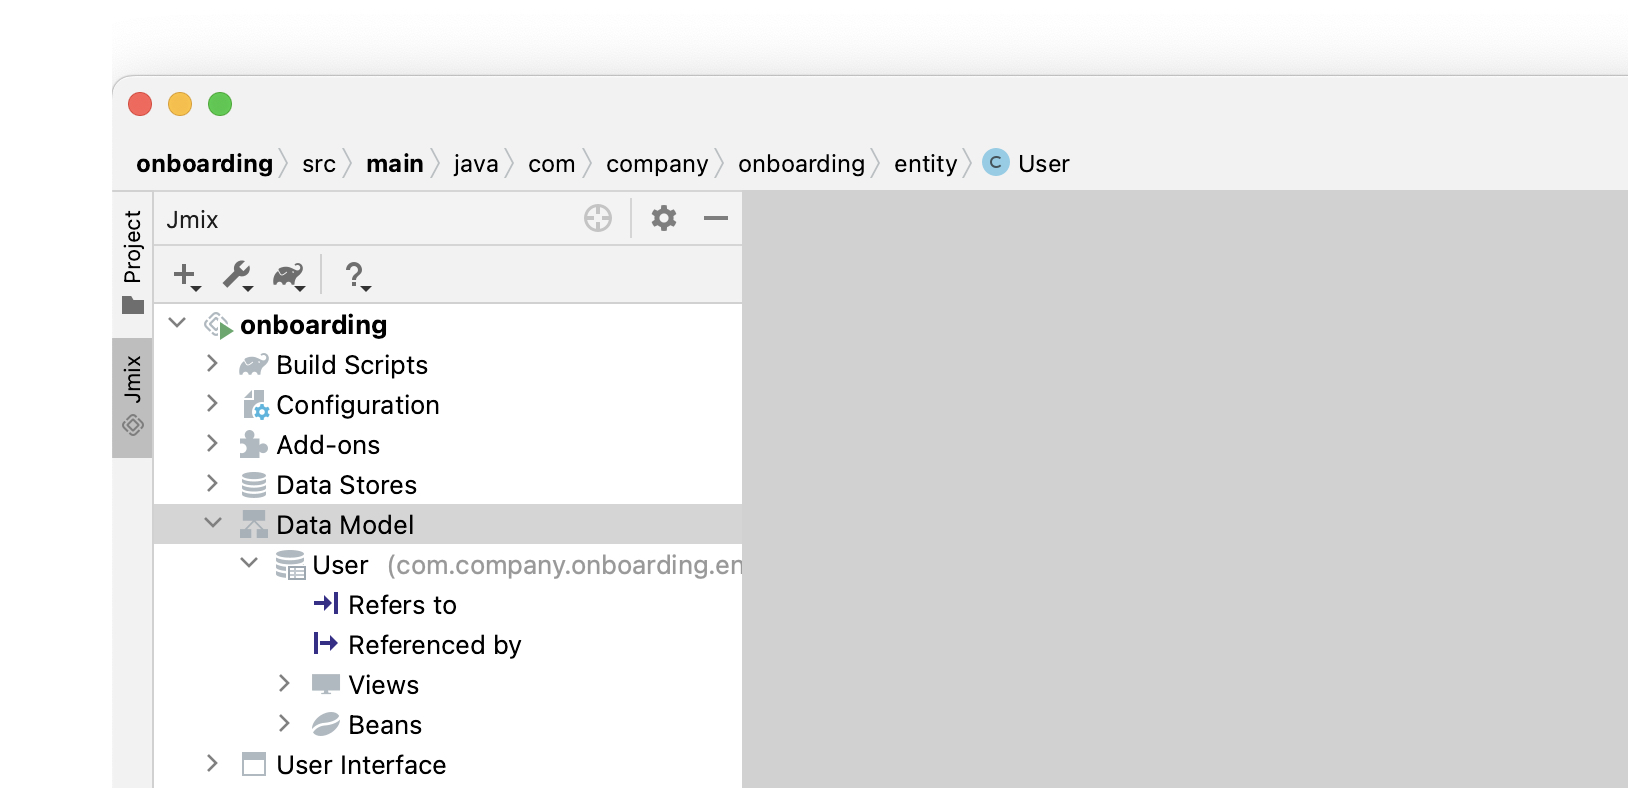 onboarding src main java com company onboarding entity C User
Project
Jmix
Jmix
?
onboarding
Build Scripts
Configuration
Add-ons
Data Stores
Data Model
User (com.company.onboarding.en
Refers to
Referenced by
Views
Beans
User Interface